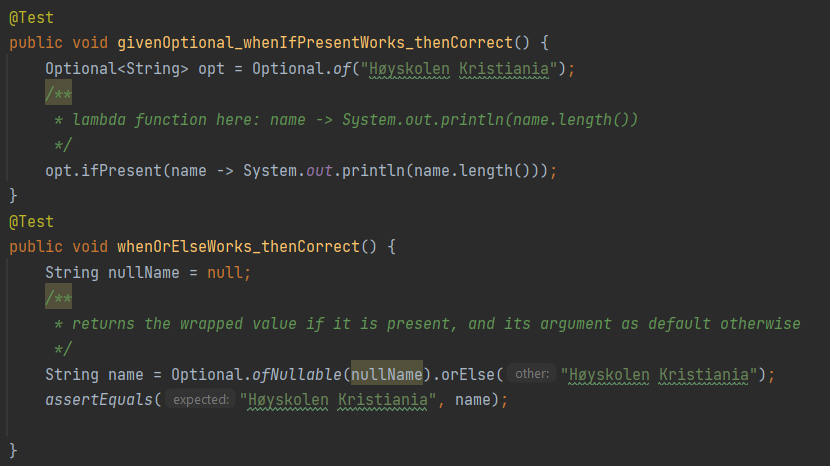 @Test
public void givenOptional_whenIfPresentWorks_thenCorrect() {
    Optional<String> opt = Optional.of("Høyskolen Kristiania");
    /**
     * lambda function here: name -> System.out.println(name.length())
     */
    opt.ifPresent(name -> System.out.println(name.length()));
}
@Test
public void whenOrElseWorks_thenCorrect() {
    String nullName = null;
    /**
     * returns the wrapped value if it is present, and its argument as default otherwise
     */
    String name = Optional.ofNullable(nullName).orElse( other: "Høyskolen Kristiania");
    assertEquals( expected: "Høyskolen Kristiania", name);
}